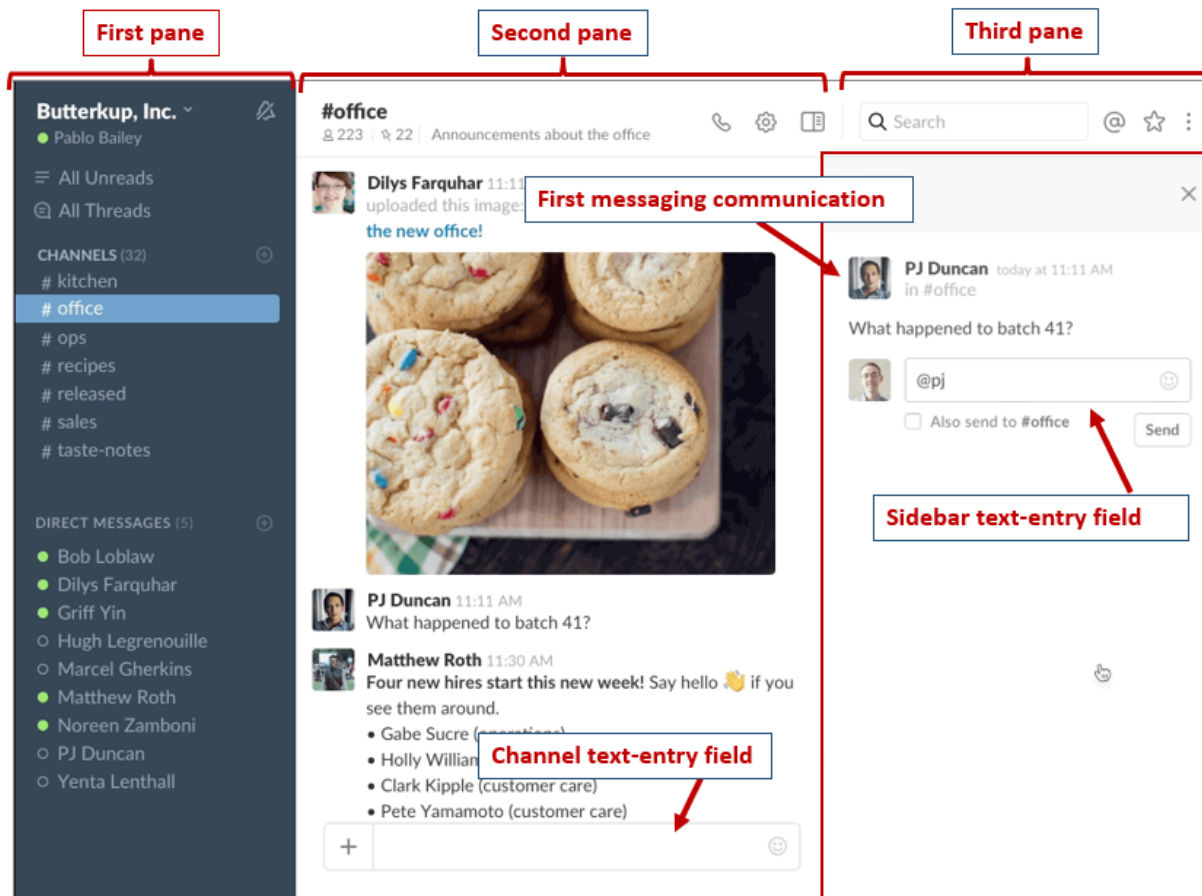 First pane
Second pane
Third pane
Butterkup, Inc.
Pablo Bailey
All Unreads
All Threads
CHANNELS (32)
# kitchen
# office
# ops
# recipes
# released
# sales
# taste-notes
DIRECT MESSAGES (5)
Bob Loblaw
Dilys Farquhar
Griff Yin
Hugh Legrenouille
Marcel Gherkins
Matthew Roth
Noreen Zamboni
PJ Duncan
Yenta Lenthall
#office
223 | 22 | Announcements about the office
Dilys Farquhar 11:11
uploaded this image:
the new office!
PJ Duncan 11:11 AM
What happened to batch 41?
Matthew Roth 11:30 AM
Four new hires start this new week! Say hello 👋 if you
see them around.
• Gabe Sucre (operations)
• Holly William
• Clark Kipple (customer care)
• Pete Yamamoto (customer care)
+
Channel text-entry field
Search
First messaging communication
PJ Duncan today at 11:11 AM
in #office
What happened to batch 41?
@pj
Also send to #office
Send
Sidebar text-entry field